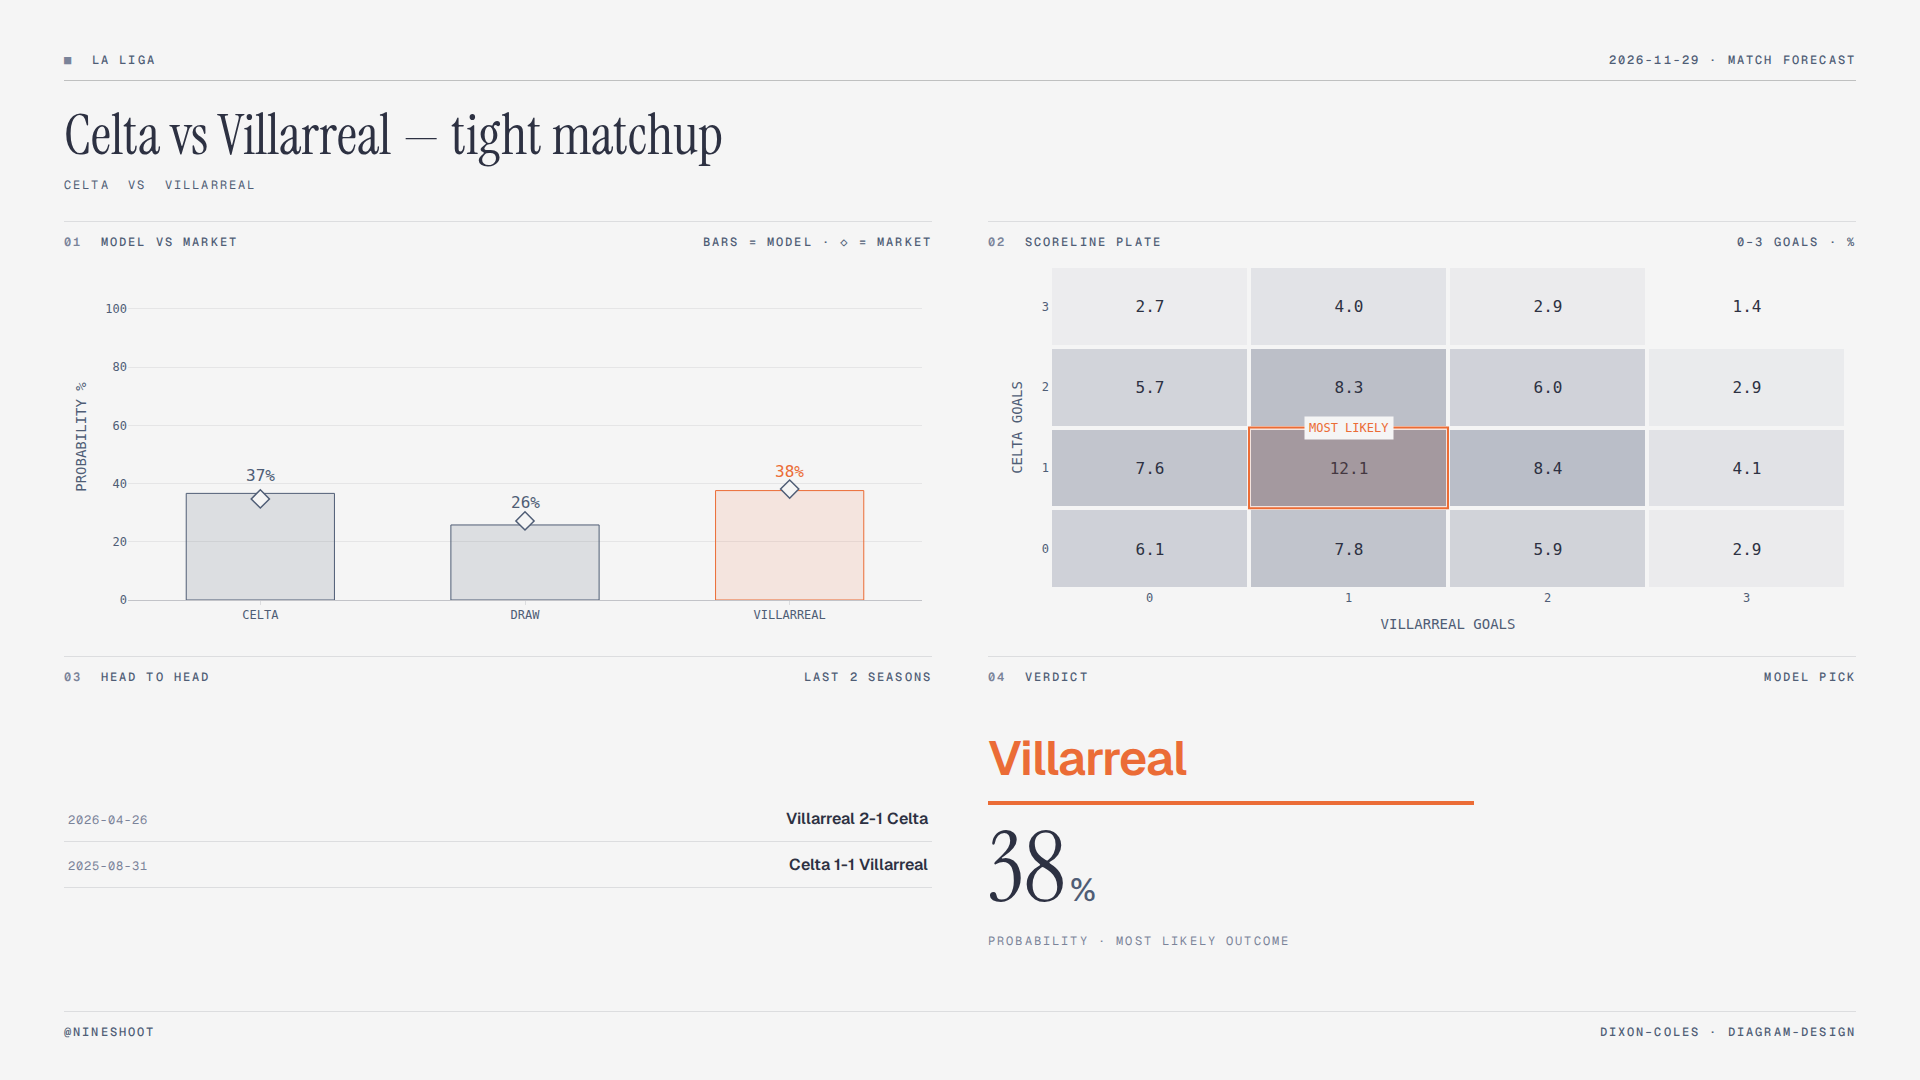 ■ LA LIGA
2026-11-29 · MATCH FORECAST
Celta vs Villarreal — tight matchup
CELTA VS VILLARREAL
01 MODEL VS MARKET
BARS = MODEL · ◇ = MARKET
PROBABILITY %
100
80
60
40
20
0
37%
26%
38%
CELTA
DRAW
VILLARREAL
02 SCORELINE PLATE
0–3 GOALS · %
CELTA GOALS
3 2.7 4.0 2.9 1.4
2 5.7 8.3 6.0 2.9
MOST LIKELY
1 7.6 12.1 8.4 4.1
0 6.1 7.8 5.9 2.9
0 1 2 3
VILLARREAL GOALS
03 HEAD TO HEAD
LAST 2 SEASONS
2026-04-26 Villarreal 2-1 Celta
2025-08-31 Celta 1-1 Villarreal
04 VERDICT
MODEL PICK
Villarreal
38 %
PROBABILITY · MOST LIKELY OUTCOME
@NINESHOOT
DIXON-COLES · DIAGRAM-DESIGN